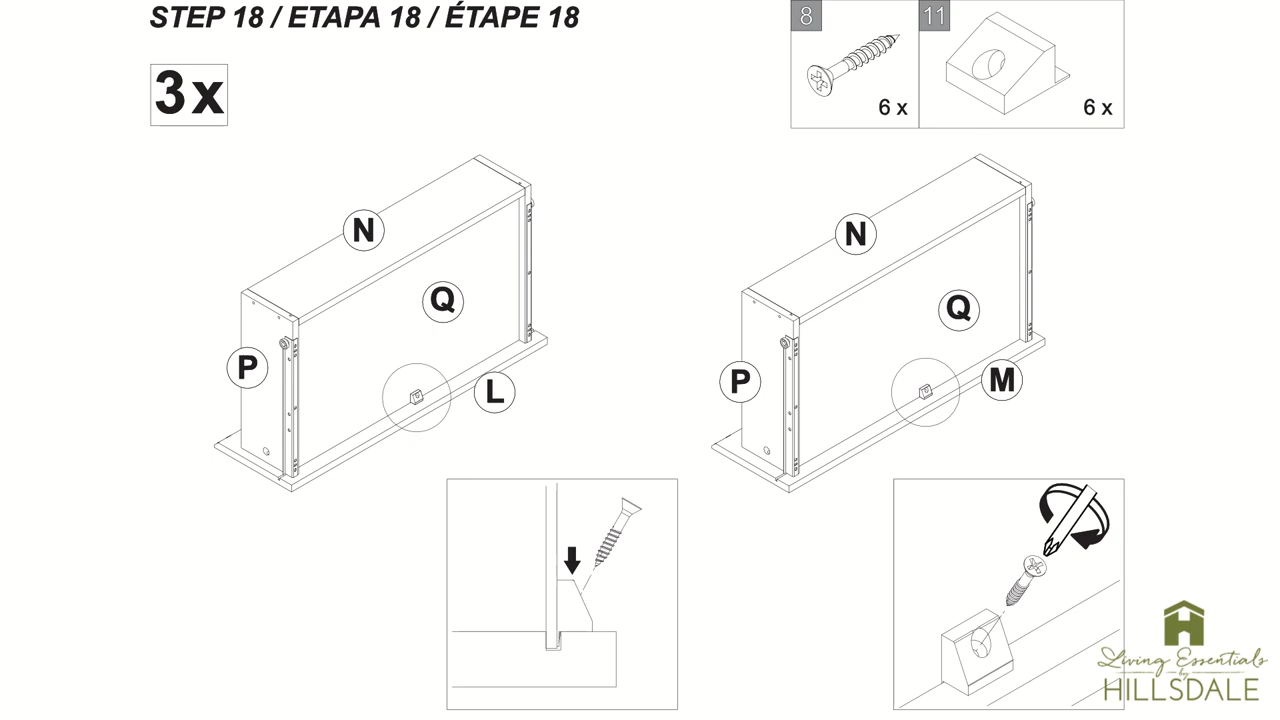 STEP 18 / ETAPA 18 / ÉTAPE 18
8
11
3x
6 x
6 x
N
N
Q
Q
P
P
L
M
Living Essentials
by
HILLSDALE